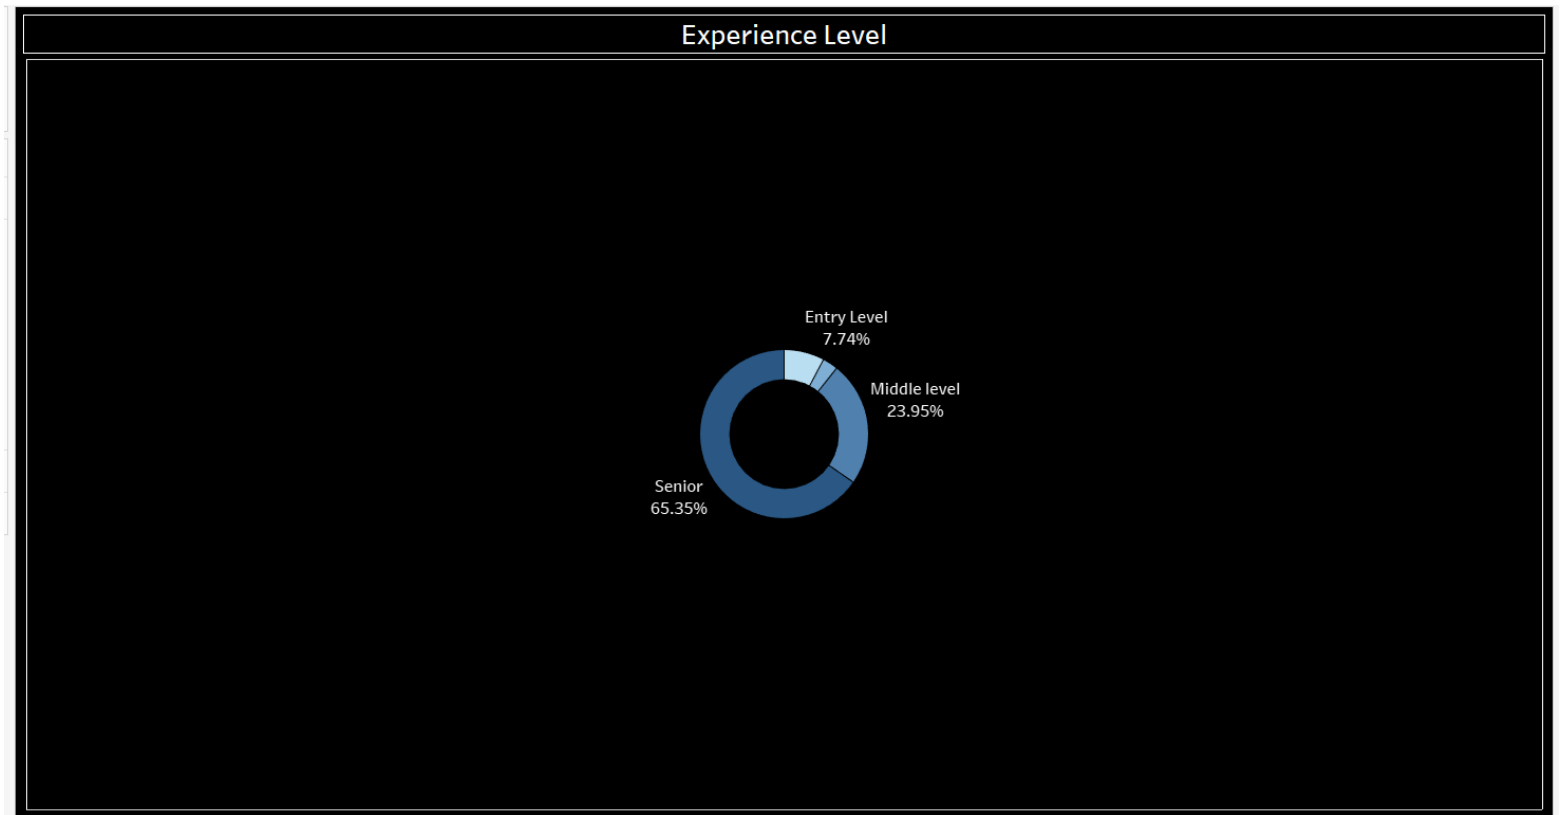 Experience Level
Entry Level
7.74%
Middle level
23.95%
Senior
65.35%